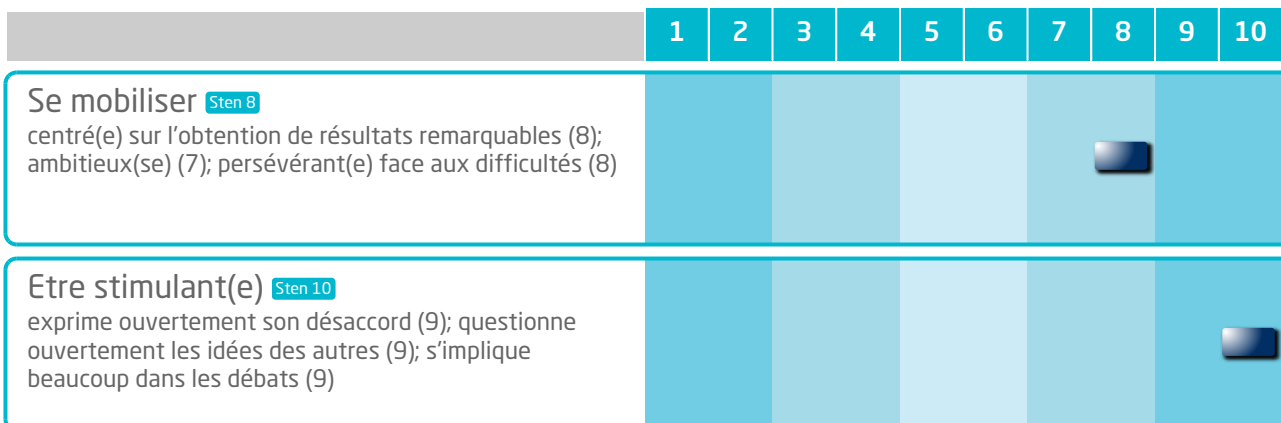 1 2 3 4 5 6 7 8 9 10
Se mobiliser Sten 8
centré(e) sur l'obtention de résultats remarquables (8);
ambitieux(se) (7); persévérant(e) face aux difficultés (8)
Etre stimulant(e) Sten 10
exprime ouvertement son désaccord (9); questionne
ouvertement les idées des autres (9); s'implique
beaucoup dans les débats (9)